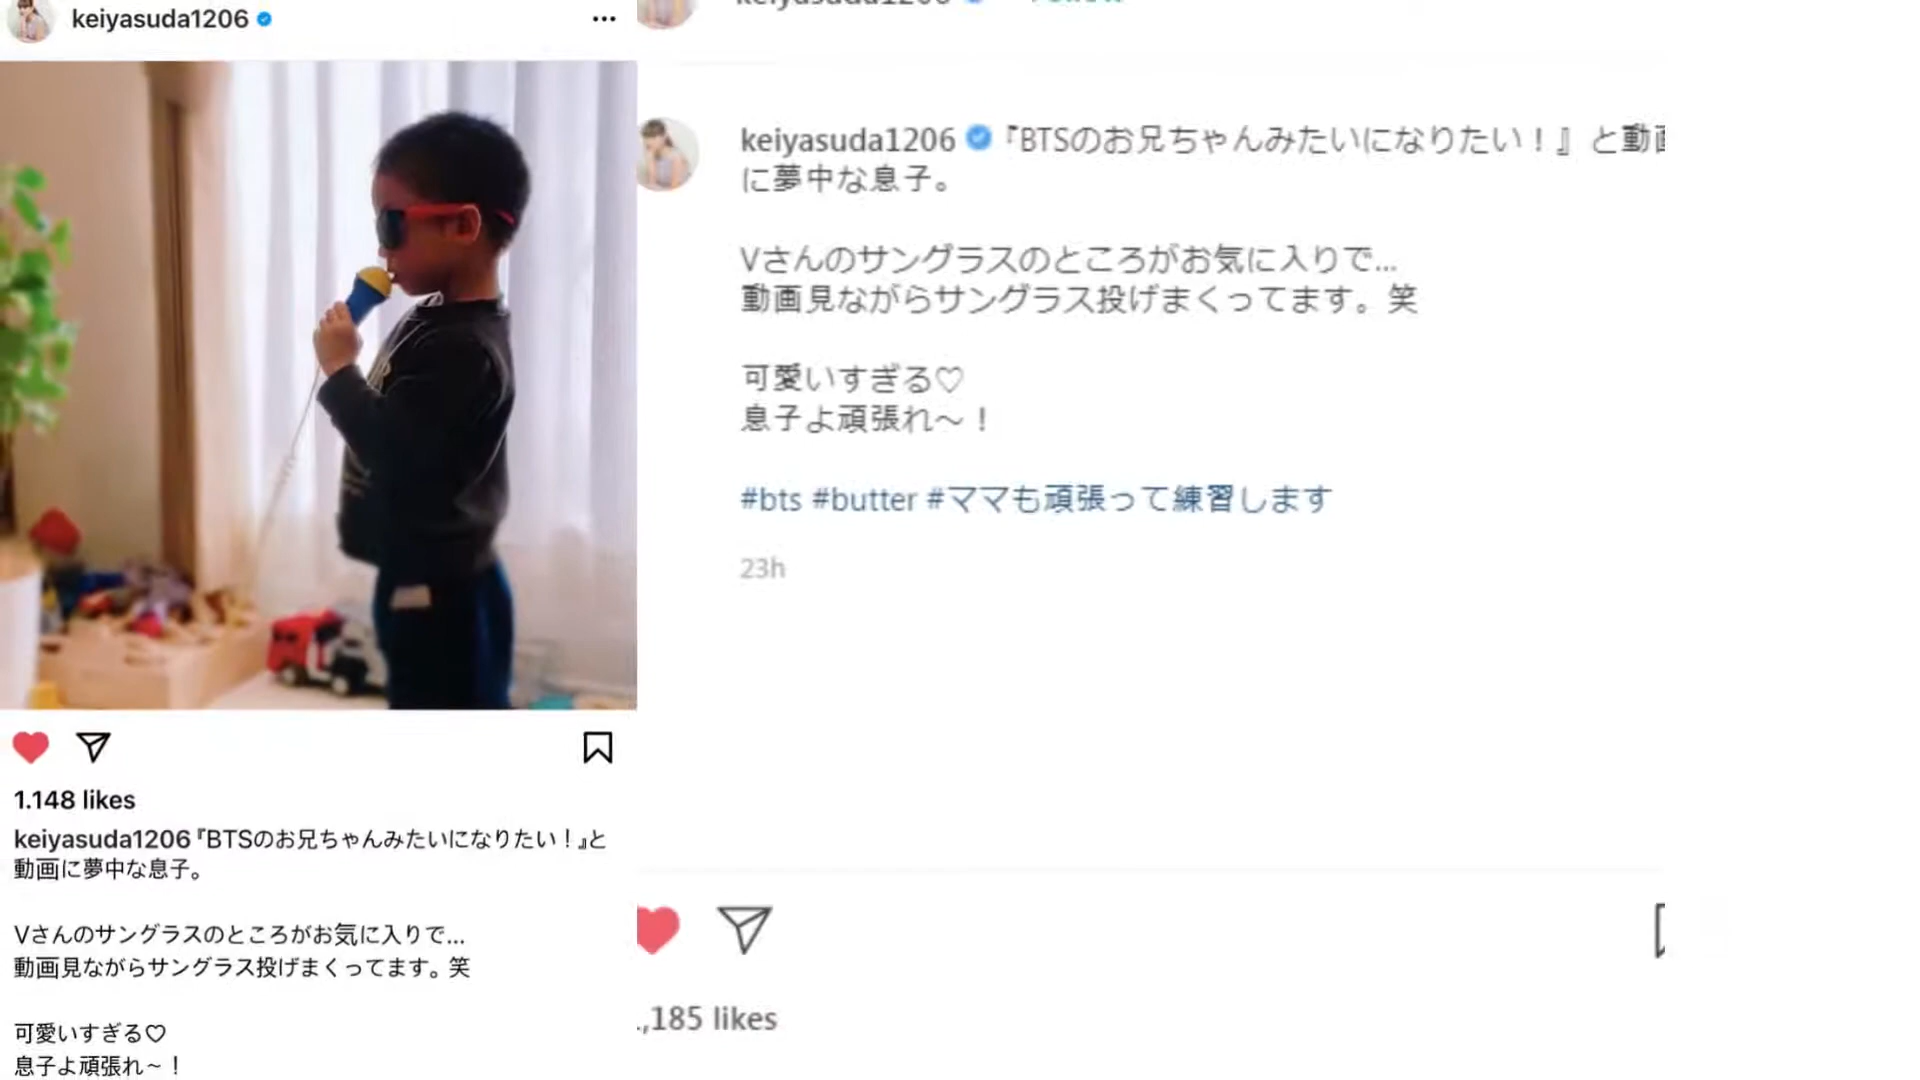 keiyasuda1206
1.148 likes
keiyasuda1206『BTSのお兄ちゃんみたいになりたい！』と
動画に夢中な息子。
Vさんのサングラスのところがお気に入りで...
動画見ながらサングラス投げまくってます。笑
可愛いすぎる♡
息子よ頑張れ～！
keiyasuda1206
keiyasuda1206『BTSのお兄ちゃんみたいになりたい！』と動画
に夢中な息子。
Vさんのサングラスのところがお気に入りで...
動画見ながらサングラス投げまくってます。笑
可愛いすぎる♡
息子よ頑張れ～！
#bts #butter #ママも頑張って練習します
23h
,185 likes